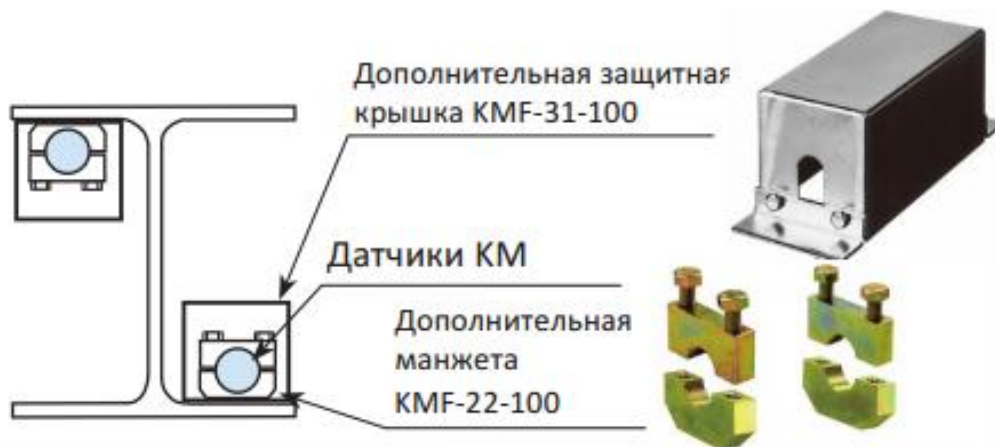 Дополнительная защитная
крышка KMF-31-100
Датчики КМ
Дополнительная
манжета
KMF-22-100